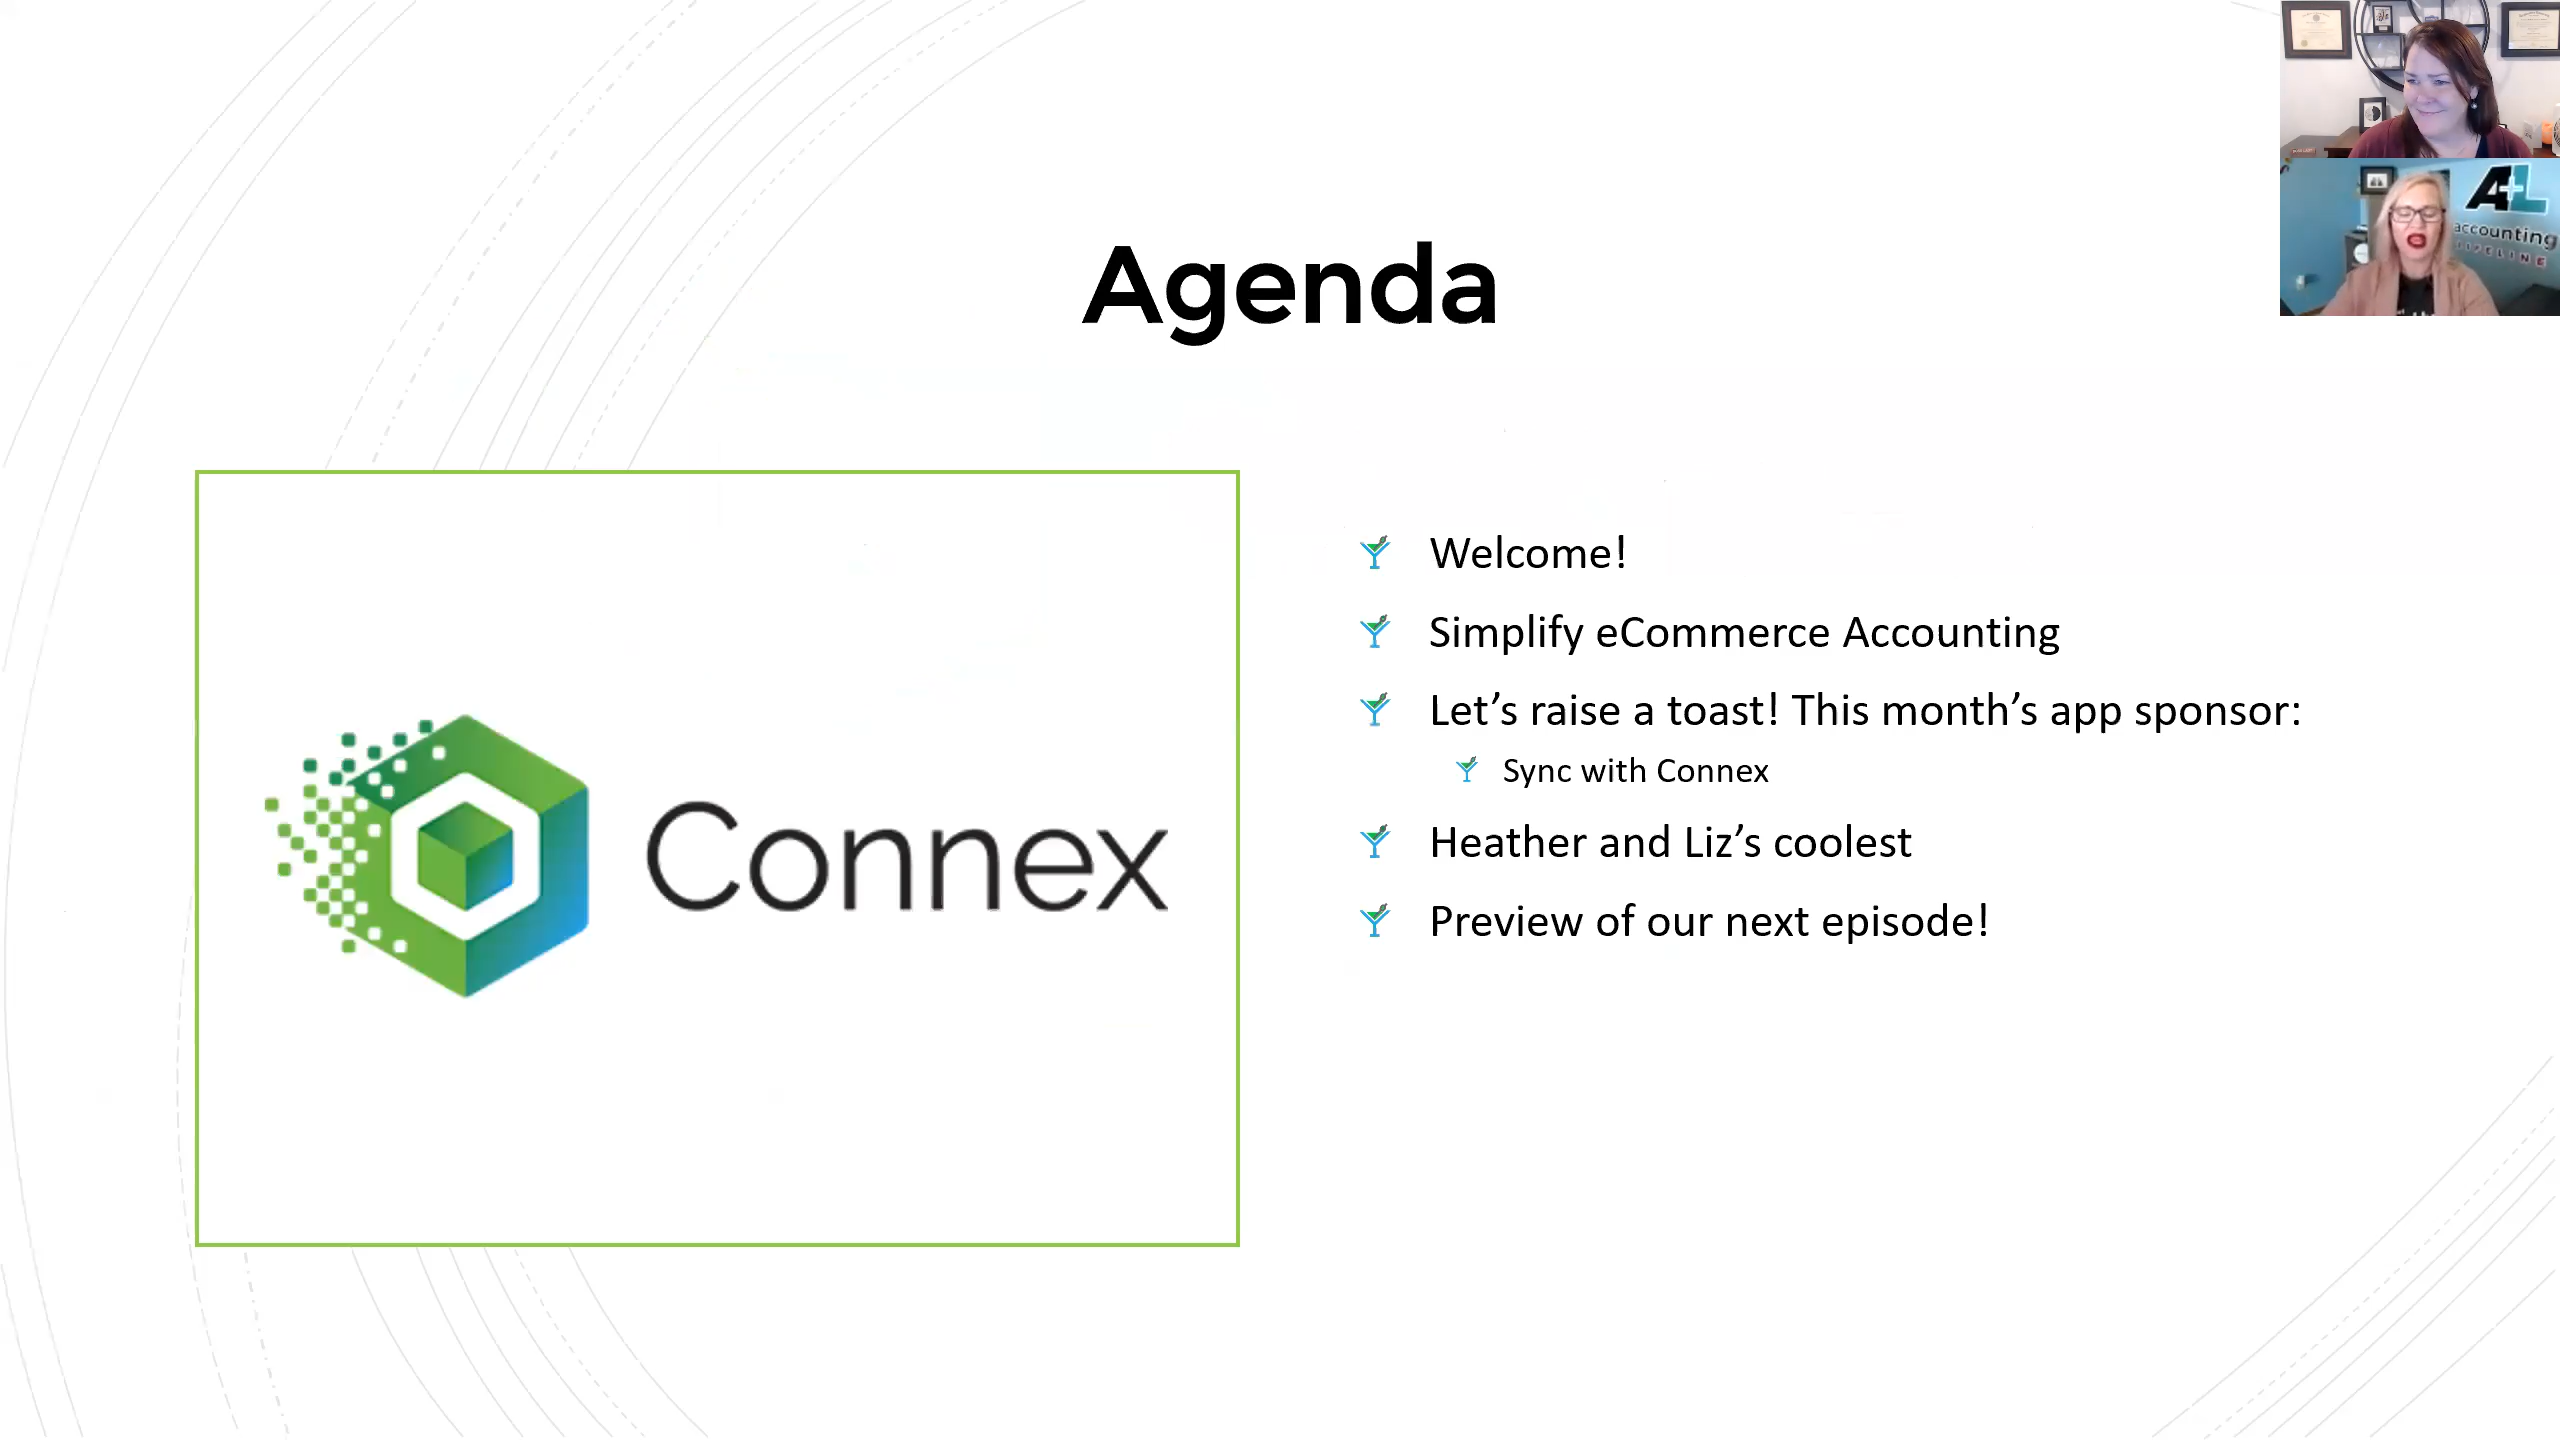 Agenda
Connex
Welcome!
Simplify eCommerce Accounting
Let’s raise a toast! This month’s app sponsor:
Sync with Connex
Heather and Liz’s coolest
Preview of our next episode!
A+L
accounting
LIFELINE